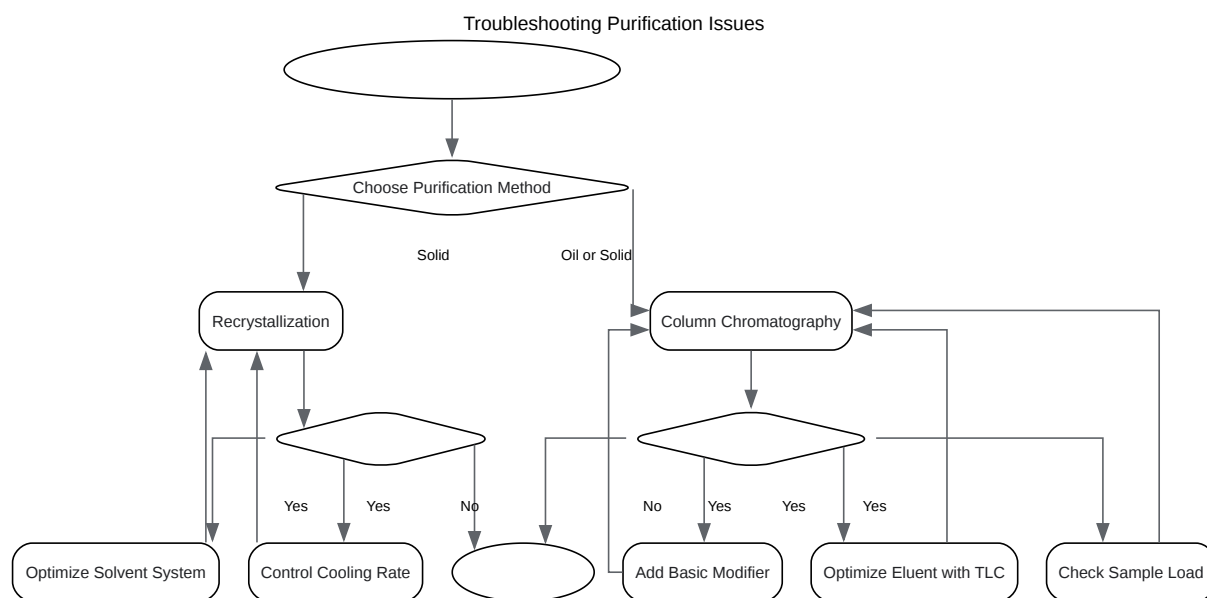 Troubleshooting Purification Issues
Choose Purification Method
Solid
Oil or Solid
Recrystallization
Column Chromatography
Yes
Yes
No
No
Yes
Yes
Yes
Optimize Solvent System
Control Cooling Rate
Add Basic Modifier
Optimize Eluent with TLC
Check Sample Load